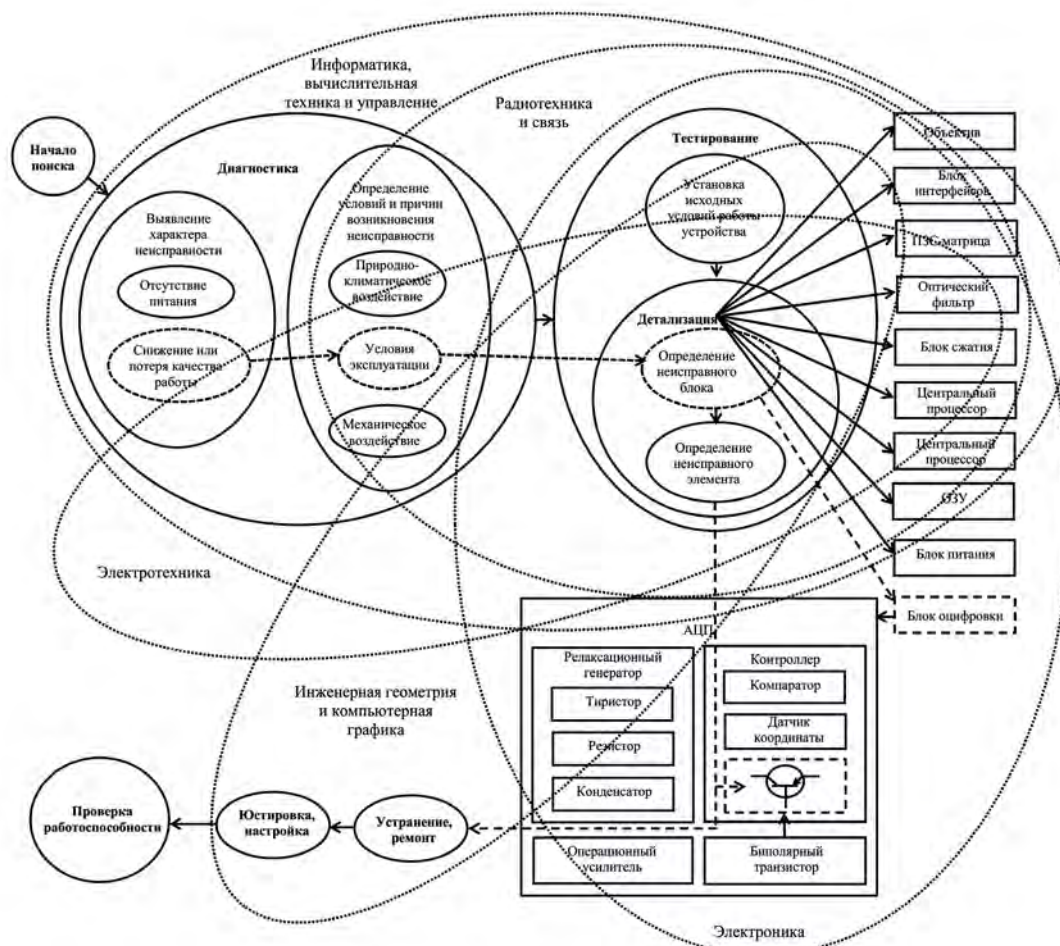 Информатика,
вычислительная
техника и управление
Радиотехника
и связь
Начало
поиска
Диагностика
Выявление
характера
неисправности
Отсутствие
питания
Снижение или
потеря качества
работы
Определение
условий и причин
возникновения
неисправности
Природно-
климатическое
воздействие
Условия
эксплуатации
Механическое
воздействие
Тестирование
Установка
исходных
условий работы
устройства
Детализация
Определение
неисправного
блока
Определение
неисправного
элемента
Объектив
Блок
интерфейсов
ПЗС-матрица
Оптический
фильтр
Блок сжатия
Центральный
процессор
Центральный
процессор
ОЗУ
Блок питания
Блок оцифровки
Электротехника
Инженерная геометрия
и компьютерная
графика
АЦП
Релаксационный
генератор
Тиристор
Резистор
Конденсатор
Контроллер
Компаратор
Датчик
координаты
Операционный
усилитель
Биполярный
транзистор
Проверка
работоспособности
Юстировка,
настройка
Устранение,
ремонт
Электроника